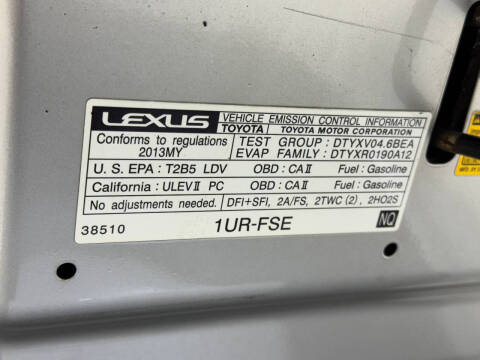 LEXUS VEHICLE EMISSION CONTROL INFORMATION
TOYOTA TOYOTA MOTOR CORPORATION
Conforms to regulations TEST GROUP : DTYXV04.6BEA
2013MY EVAP FAMILY : DTYXR0190A12
U. S. EPA : T2B5 LDV OBD : CAII Fuel : Gasoline
California : ULEVII PC OBD : CAII Fuel : Gasoline
No adjustments needed. DFI+SFI, 2A/FS, 2TWC (2), 2HO2S
38510 1UR-FSE NQ